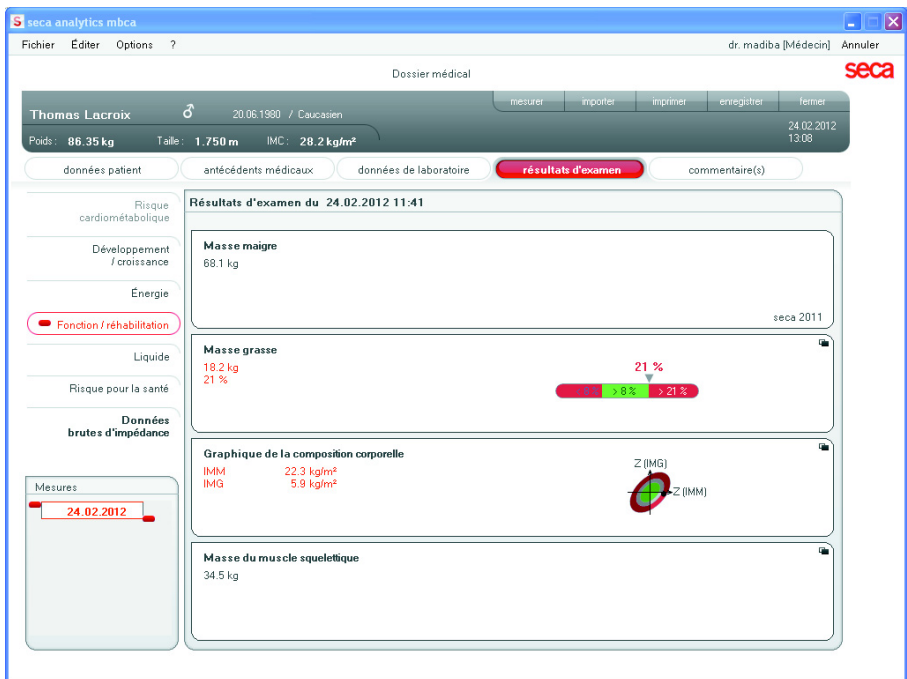 S seca analytics mbca
Fichier Éditer Options ? dr. madiba [Médecin] Annuler
Dossier médical
seca
mesurer importer imprimer enregistrer fermer
Thomas Lacroix ♂ 20.06.1980 / Caucasien
24.02.2012
13:08
Poids: 86.35 kg Taille: 1.750 m IMC: 28.2 kg/m²
données patient antécédents médicaux données de laboratoire résultats d'examen commentaire(s)
Risque
cardiométabolique
Développement
/ croissance
Énergie
Fonction / réhabilitation
Liquide
Risque pour la santé
Données
brutes d'impédance
Mesures
24.02.2012
Résultats d'examen du 24.02.2012 11:41
Masse maigre
68.1 kg
seca 2011
Masse grasse
18.2 kg
21 %
21 %
> 8 % > 21 %
Graphique de la composition corporelle
IMM 22.3 kg/m²
IMG 5.9 kg/m²
Z (IMG)
Z (IMM)
Masse du muscle squelettique
34.5 kg